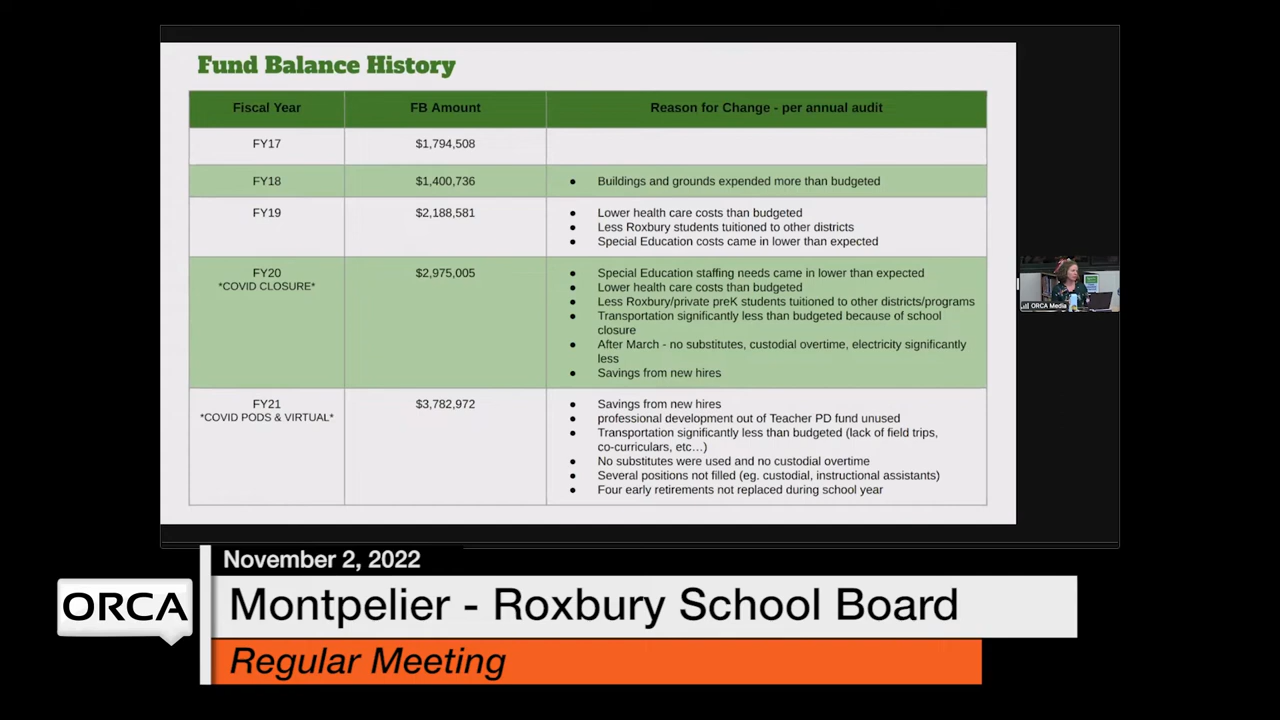 Fund Balance History
Fiscal Year FB Amount Reason for Change - per annual audit
FY17 $1,794,508
FY18 $1,400,736 ● Buildings and grounds expended more than budgeted
FY19 $2,188,581 ● Lower health care costs than budgeted
● Less Roxbury students tuitioned to other districts
● Special Education costs came in lower than expected
FY20 $2,975,005 ● Special Education staffing needs came in lower than expected
*COVID CLOSURE* ● Lower health care costs than budgeted
● Less Roxbury/private preK students tuitioned to other districts/programs
● Transportation significantly less than budgeted because of school
closure
● After March - no substitutes, custodial overtime, electricity significantly
less
● Savings from new hires
FY21 $3,782,972 ● Savings from new hires
*COVID PODS & VIRTUAL* ● professional development out of Teacher PD fund unused
● Transportation significantly less than budgeted (lack of field trips,
co-curriculars, etc...)
● No substitutes were used and no custodial overtime
● Several positions not filled (eg. custodial, instructional assistants)
● Four early retirements not replaced during school year
ORCA Media
November 2, 2022
ORCA
Montpelier - Roxbury School Board
Regular Meeting